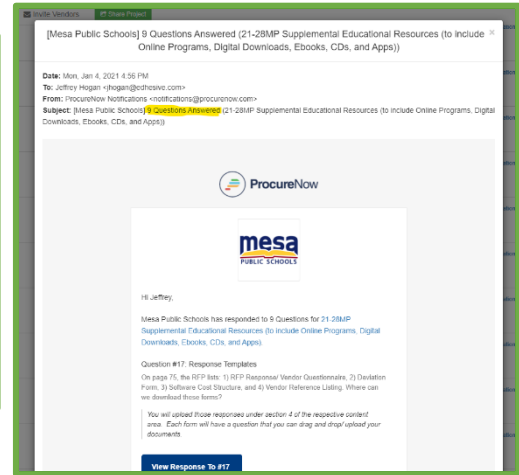 Invite Vendors Share Project
[Mesa Public Schools] 9 Questions Answered (21-28MP Supplemental Educational Resources (to include
Online Programs, Digital Downloads, Ebooks, CDs, and Apps))
×
Date: Mon, Jan 4, 2021 4:56 PM
To: Jeffrey Hogan <jhogan@edhesive.com>
From: ProcureNow Notifications <notifications@procurenow.com>
Subject: [Mesa Public Schools] 9 Questions Answered (21-28MP Supplemental Educational Resources (to include Online Programs, Digital
Downloads, Ebooks, CDs, and Apps))
ProcureNow
mesa
PUBLIC SCHOOLS
Hi Jeffrey,
Mesa Public Schools has responded to 9 Questions for 21-28MP
Supplemental Educational Resources (to include Online Programs, Digital
Downloads, Ebooks, CDs, and Apps).
Question #17: Response Templates
On page 75, the RFP lists: 1) RFP Response/ Vendor Questionnaire, 2) Deviation
Form, 3) Software Cost Structure, and 4) Vendor Reference Listing. Where can
we download these forms?
You will upload those responses under section 4 of the respective content
area. Each form will have a question that you can drag and drop/ upload your
documents
View Response To #17